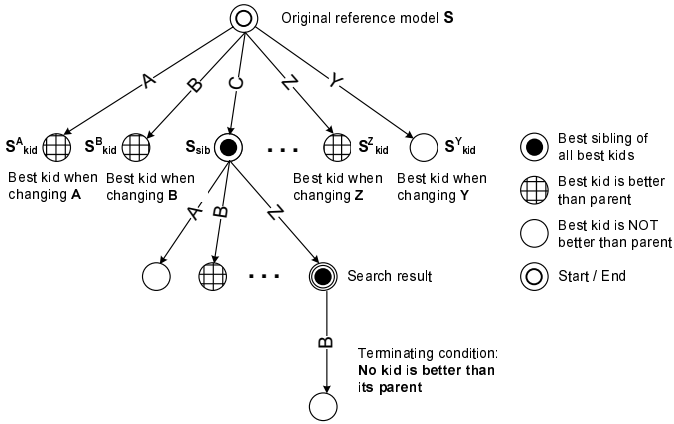 Original reference model S
A
B
C
Z
Y
S^A_kid
S^B_kid
S_sib
. . .
S^Z_kid
S^Y_kid
Best kid when
changing A
Best kid when
changing B
Best kid when
changing Z
Best kid when
changing Y
Best sibling of
all best kids
Best kid is better
than parent
Best kid is NOT
better than parent
Start / End
A
B
Z
. . .
Search result
B
Terminating condition:
No kid is better than
its parent